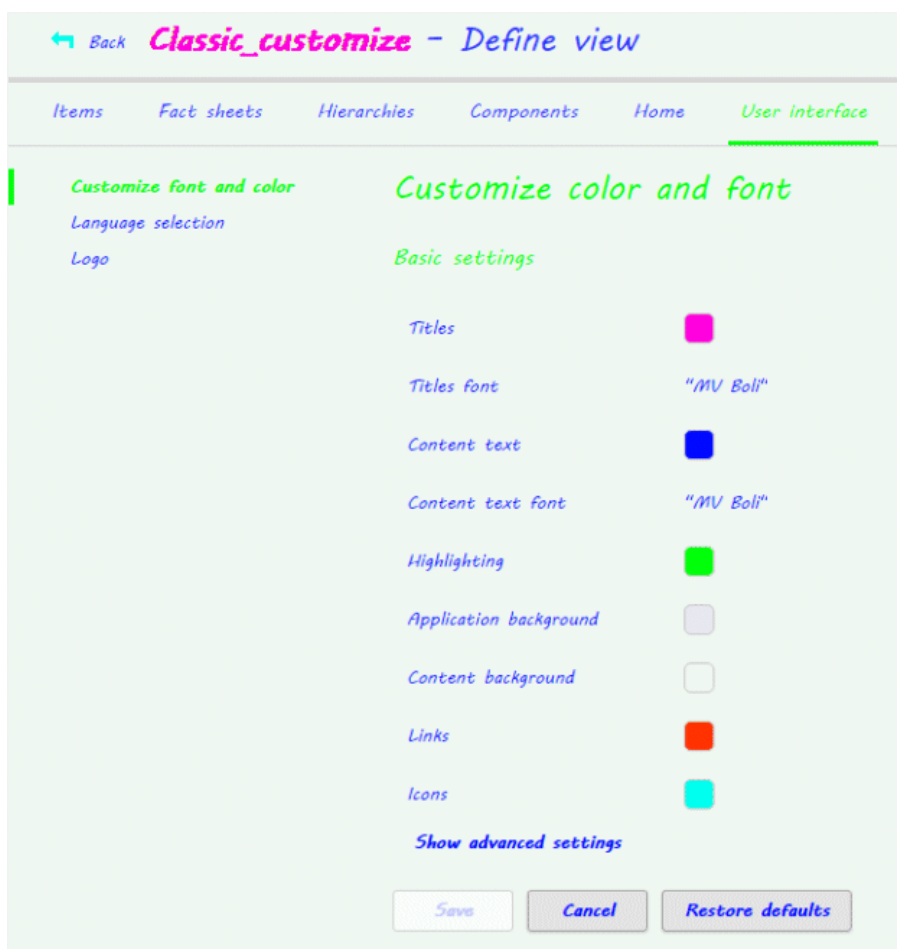 Back Classic_customize - Define view
Items Fact sheets Hierarchies Components Home User interface
Customize font and color
Language selection
Logo
Customize color and font
Basic settings
Titles
Titles font "MV Boli"
Content text
Content text font "MV Boli"
Highlighting
Application background
Content background
Links
Icons
Show advanced settings
Save Cancel Restore defaults